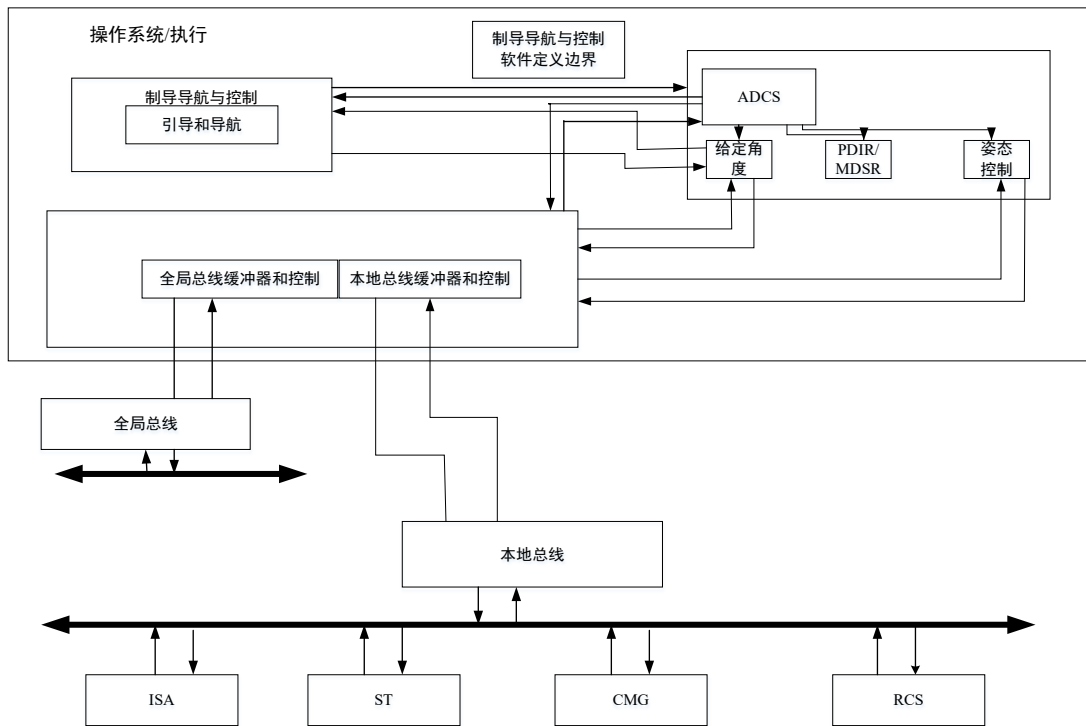 操作系统/执行
制导导航与控制
软件定义边界
制导导航与控制
引导和导航
ADCS
给定角
度
PDIR/
MDSR
姿态
控制
全局总线缓冲器和控制
本地总线缓冲器和控制
全局总线
本地总线
ISA
ST
CMG
RCS